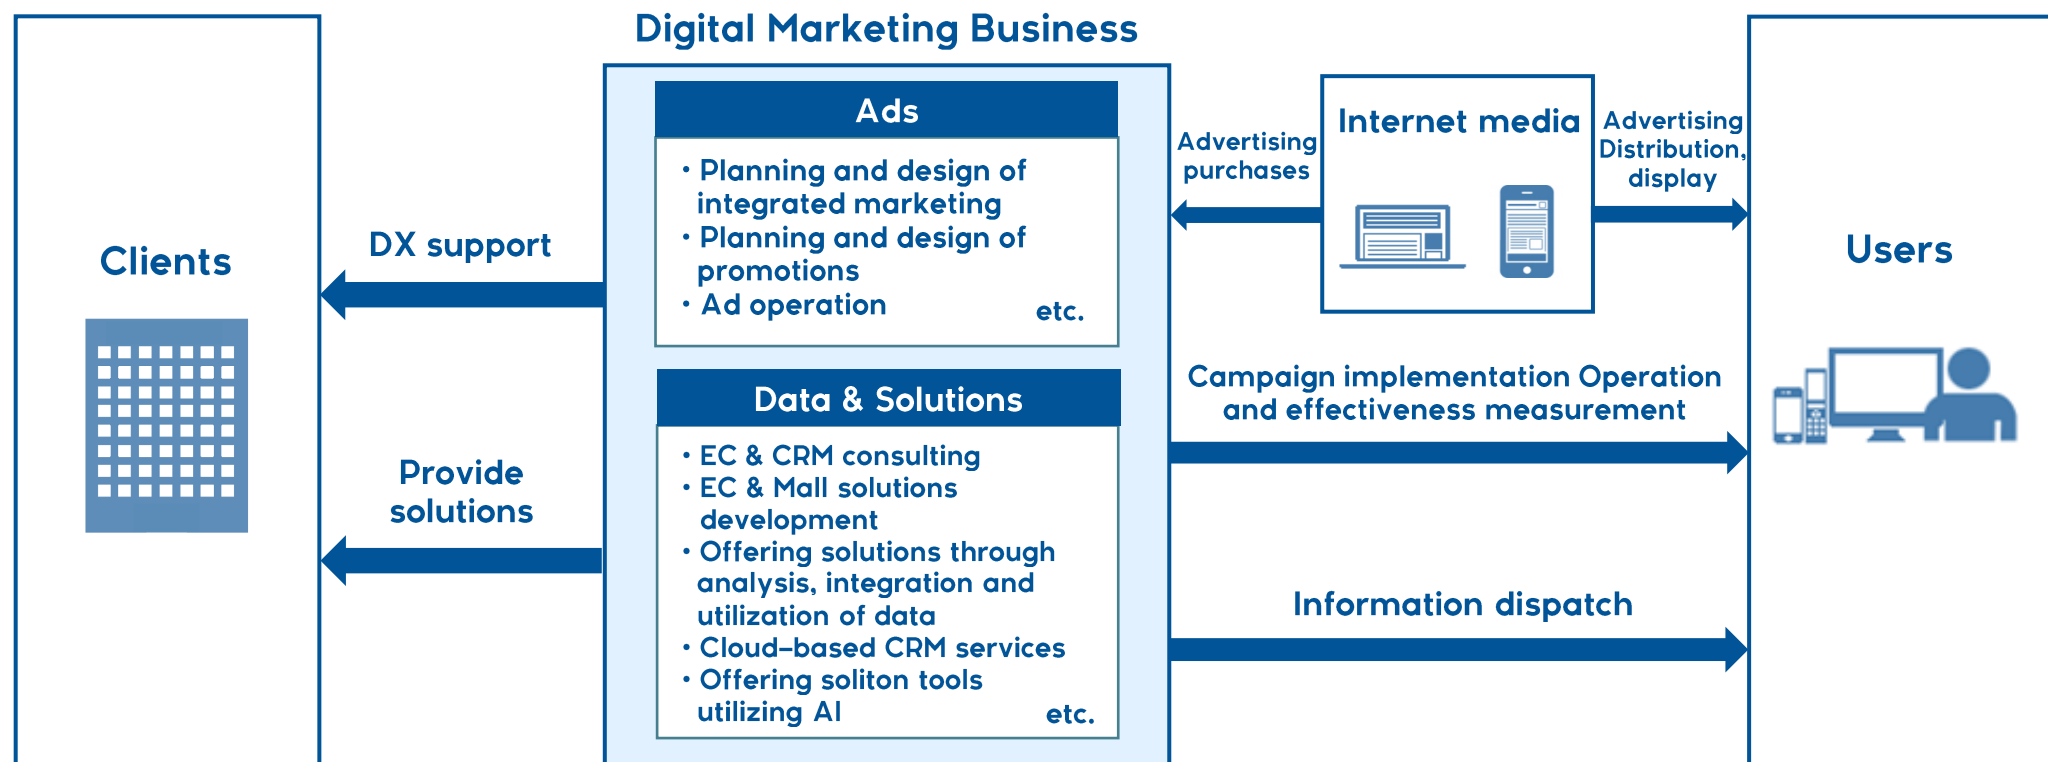 Digital Marketing Business
Clients
DX support
Provide
solutions
Ads
• Planning and design of
integrated marketing
• Planning and design of
promotions
• Ad operation
etc.
Data & Solutions
• EC & CRM consulting
• EC & Mall solutions
development
• Offering solutions through
analysis, integration and
utilization of data
• Cloud-based CRM services
• Offering soliton tools
utilizing AI
etc.
Advertising
purchases
Internet media
Advertising
Distribution,
display
Campaign implementation Operation
and effectiveness measurement
Information dispatch
Users